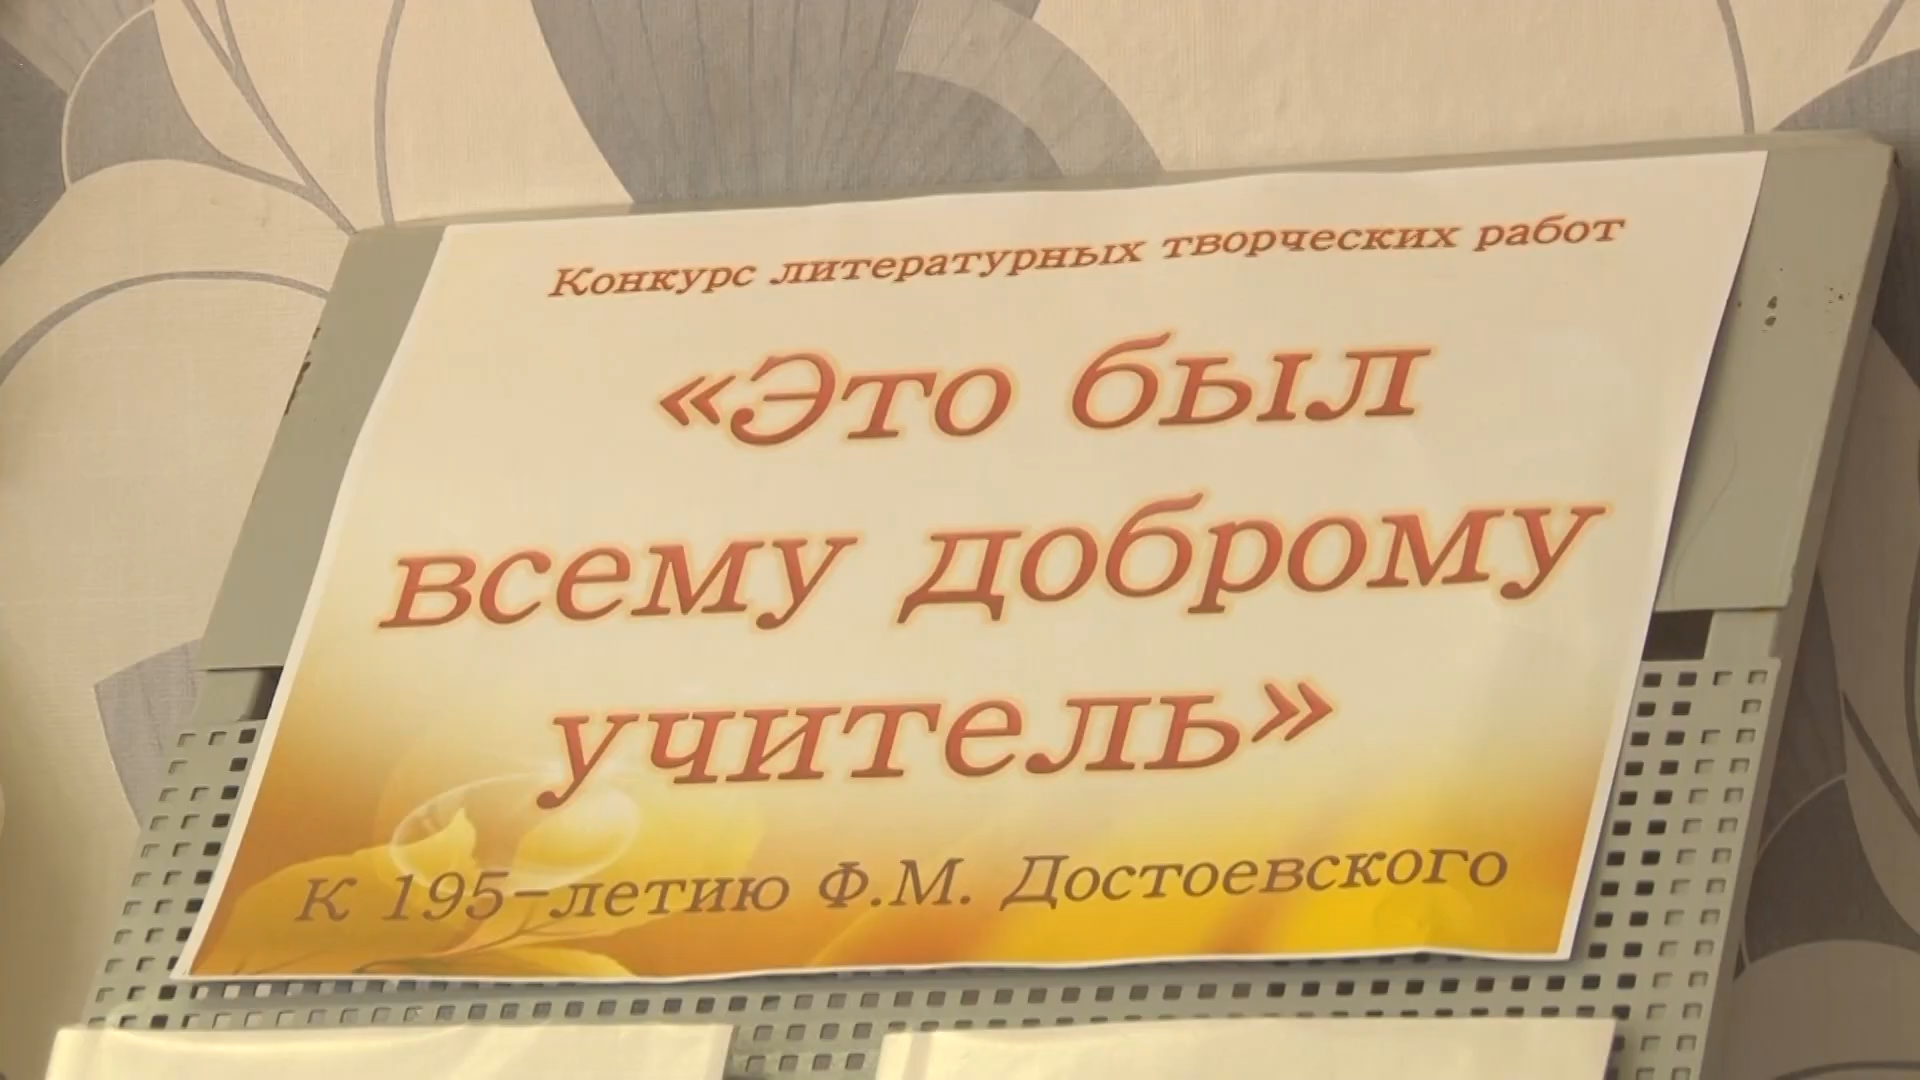 Конкурс литературных творческих работ
«Это был
всему доброму
учитель»
К 195-летию Ф.М. Достоевского